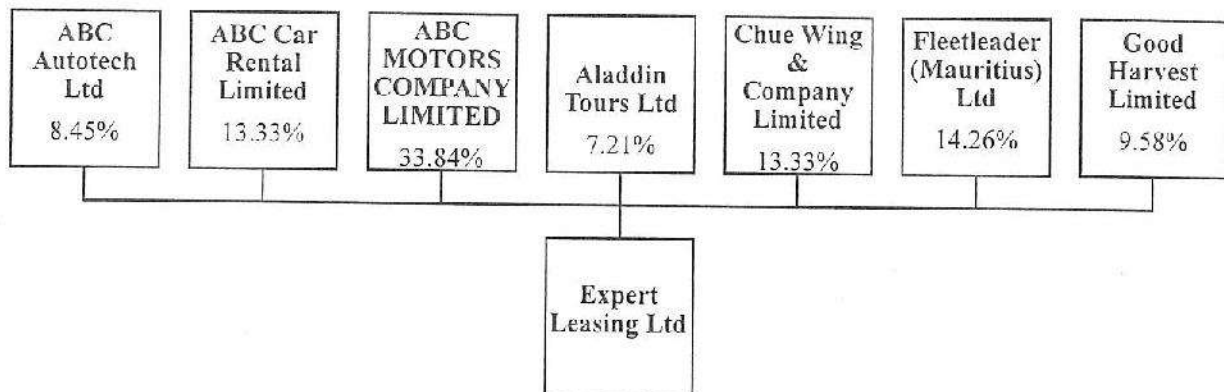 ABC
Autotech
Ltd
8.45%
ABC Car
Rental
Limited
13.33%
ABC
MOTORS
COMPANY
LIMITED
33.84%
Aladdin
Tours Ltd
7.21%
Chue Wing
&
Company
Limited
13.33%
Fleetleader
(Mauritius)
Ltd
14.26%
Good
Harvest
Limited
9.58%
Expert
Leasing Ltd